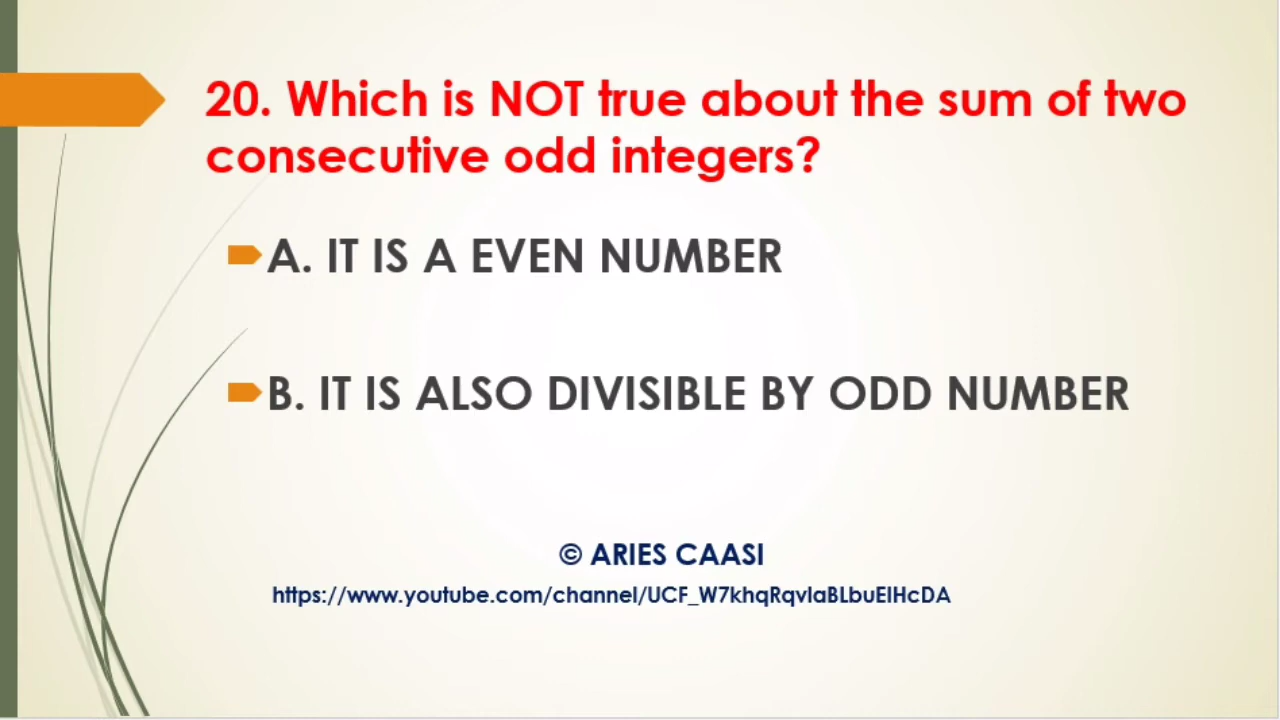 20. Which is NOT true about the sum of two
consecutive odd integers?
A. IT IS A EVEN NUMBER
B. IT IS ALSO DIVISIBLE BY ODD NUMBER
© ARIES CAASI
https://www.youtube.com/channel/UCF_W7khqRqvlaBLbuElHcDA